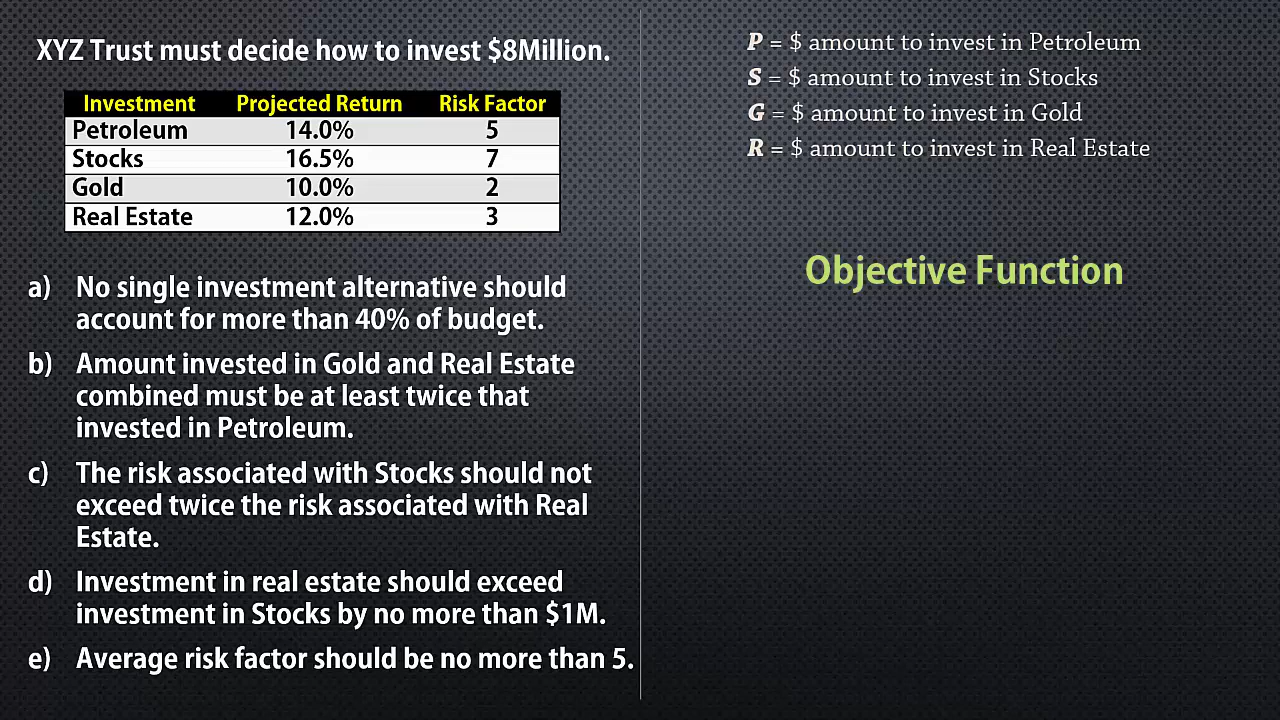 XYZ Trust must decide how to invest $8Million.
Investment Projected Return Risk Factor
Petroleum 14.0% 5
Stocks 16.5% 7
Gold 10.0% 2
Real Estate 12.0% 3
a) No single investment alternative should
account for more than 40% of budget.
b) Amount invested in Gold and Real Estate
combined must be at least twice that
invested in Petroleum.
c) The risk associated with Stocks should not
exceed twice the risk associated with Real
Estate.
d) Investment in real estate should exceed
investment in Stocks by no more than $1M.
e) Average risk factor should be no more than 5.
P = $ amount to invest in Petroleum
S = $ amount to invest in Stocks
G = $ amount to invest in Gold
R = $ amount to invest in Real Estate
Objective Function